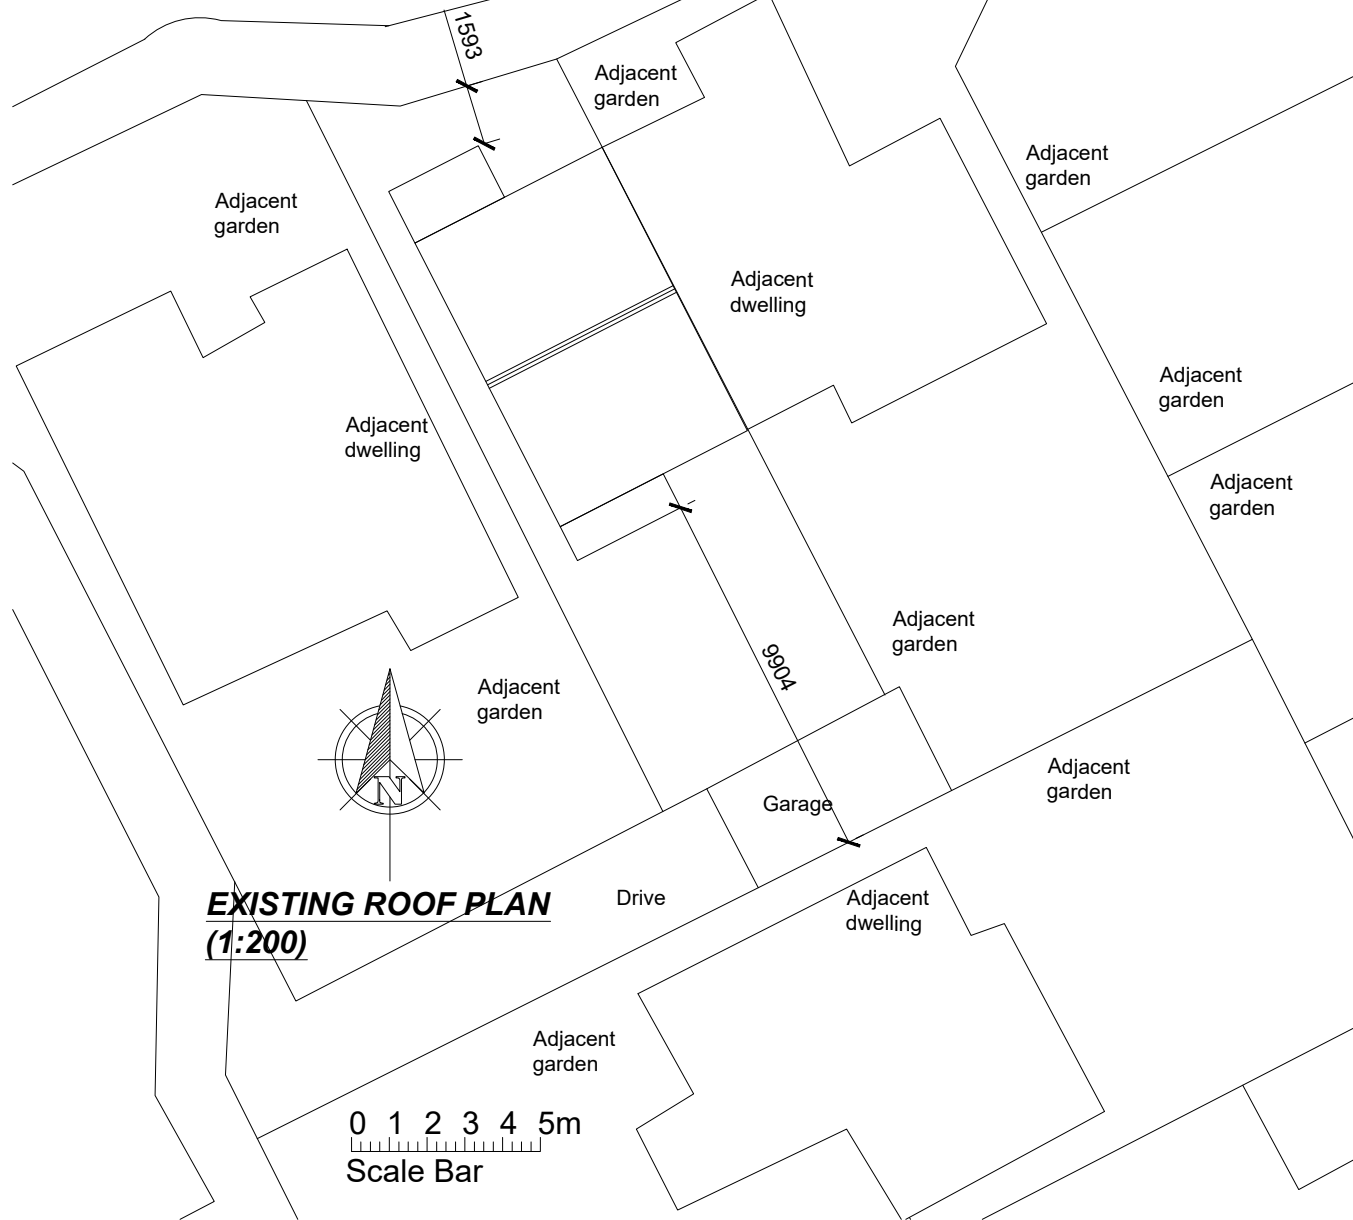 1593
Adjacent
garden
Adjacent
garden
Adjacent
garden
Adjacent
dwelling
Adjacent
garden
Adjacent
dwelling
Adjacent
garden
Adjacent
garden
9904
Adjacent
garden
Adjacent
garden
N
Garage
EXISTING ROOF PLAN
(1:200)
Drive
Adjacent
dwelling
Adjacent
garden
0 1 2 3 4 5m
Scale Bar